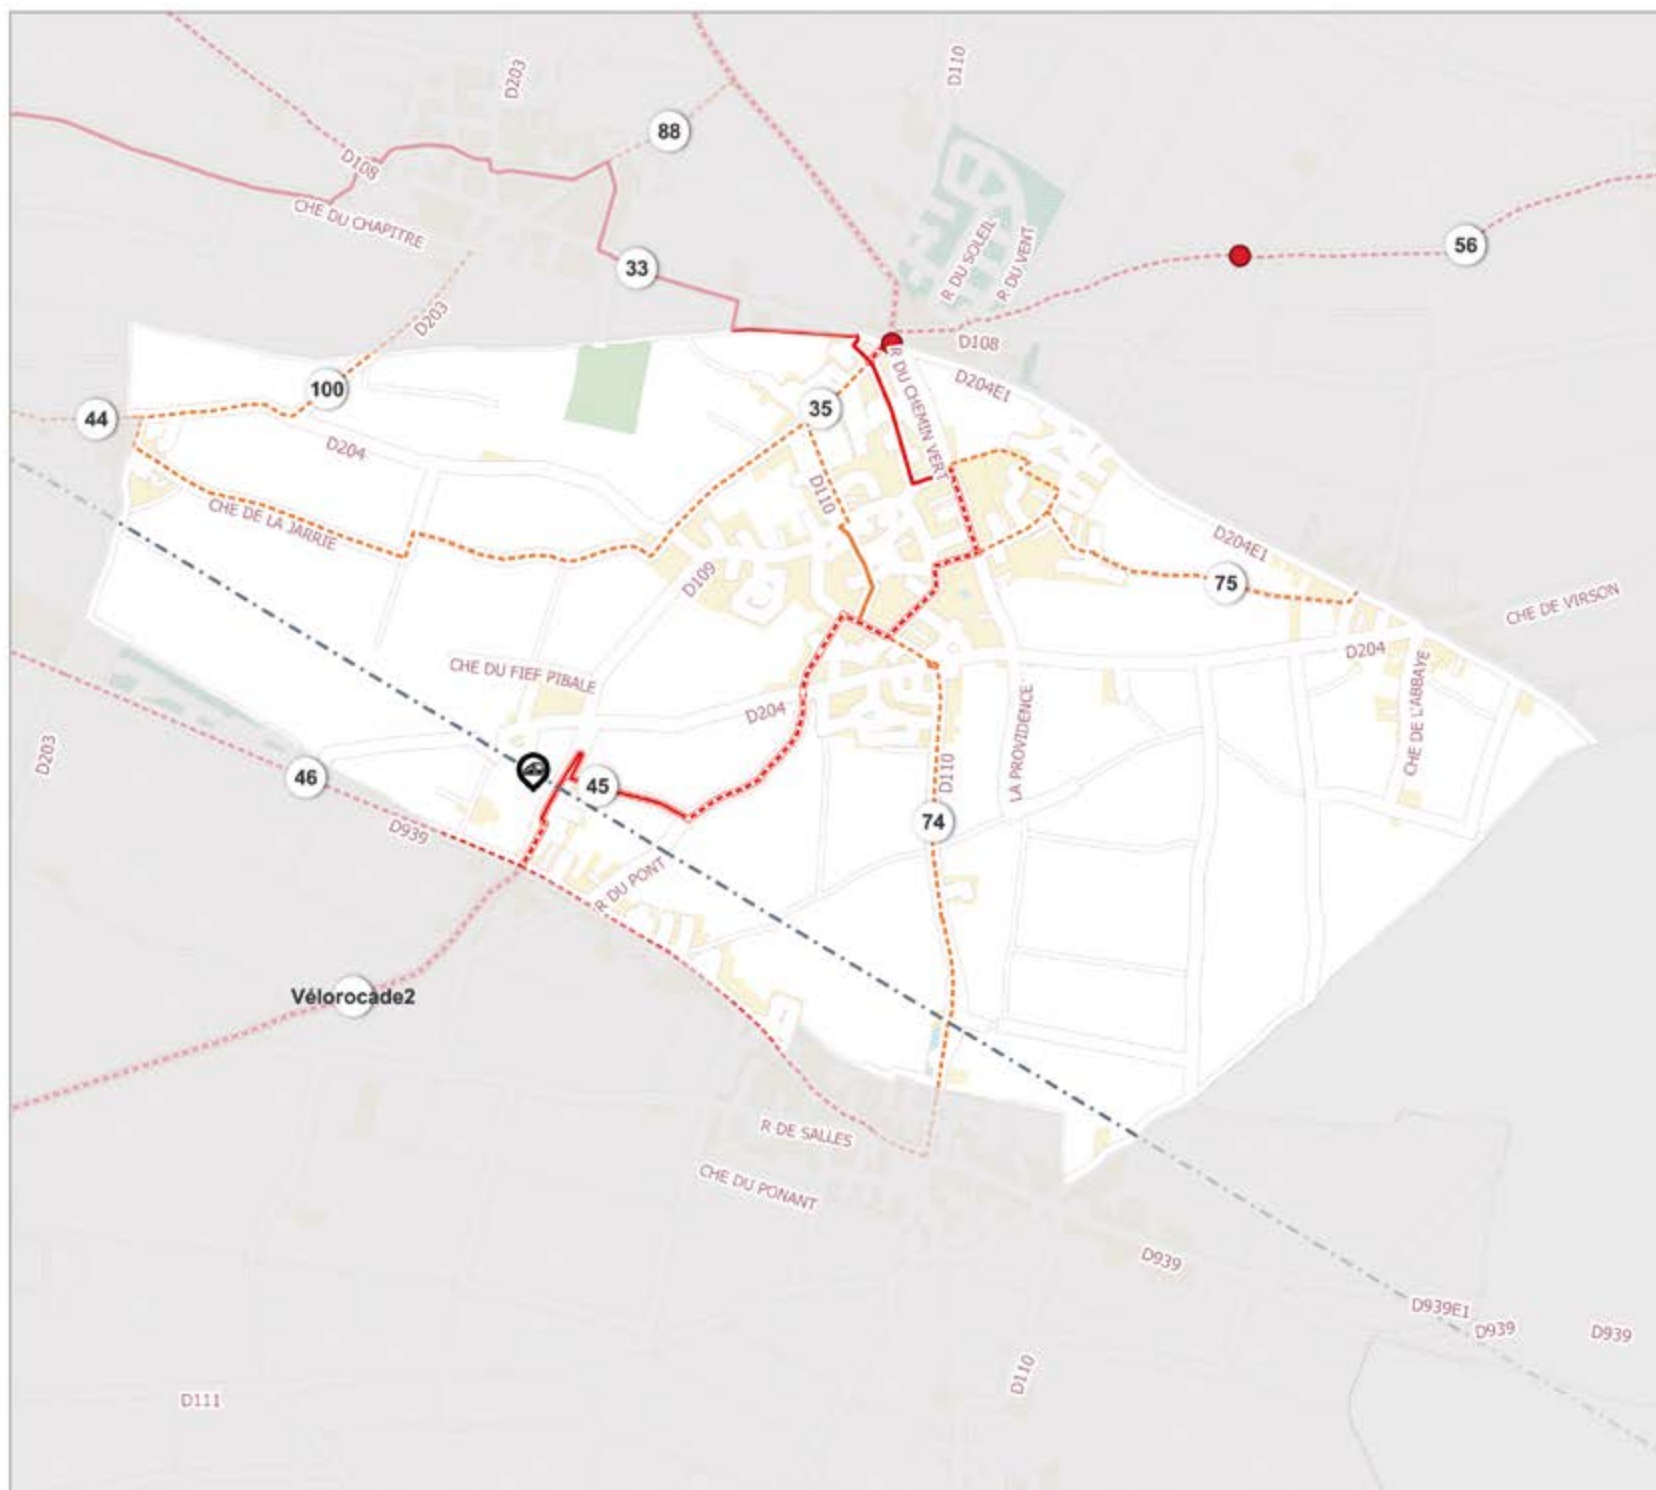 D203
D110
88
D108
CHE DU CHAPITRE
R DU SOLEIL
R DU VENT
56
33
D203
D108
R DU CHEMIN VERT
D204E1
100
44
35
D204
D110
CHE DE LA JARRIE
D204E1
D109
75
CHE DE VIRSON
D204
CHE DU FIEF PIBALE
CHE DE L'ABBAYE
D204
LA PROVIDENCE
D203
46
45
D110
74
D939
R DU PONT
Vélorocade2
R DE SALLES
CHE DU PONANT
D939
D939E1
D939
D939
D110
D111